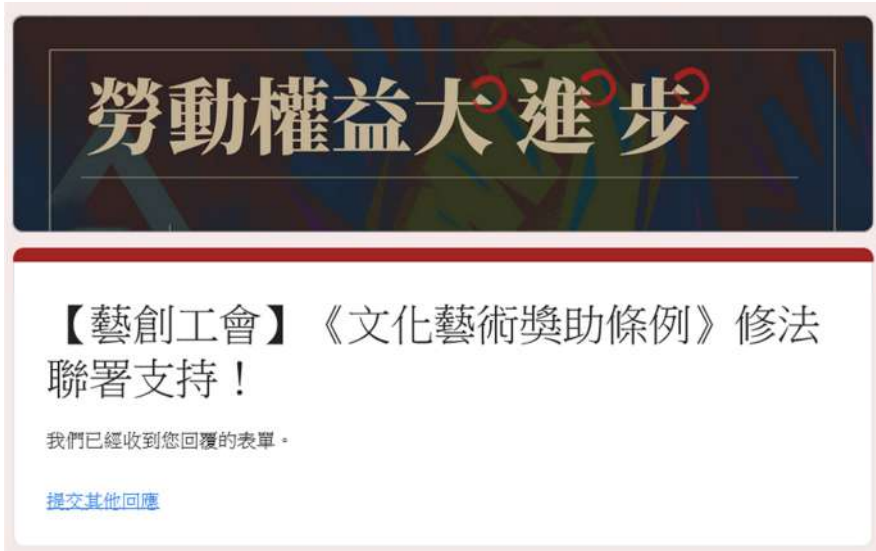 勞動權益大進步
【藝創工會】《文化藝術獎助條例》修法
聯署支持！
我們已經收到您回覆的表單。
提交其他回應